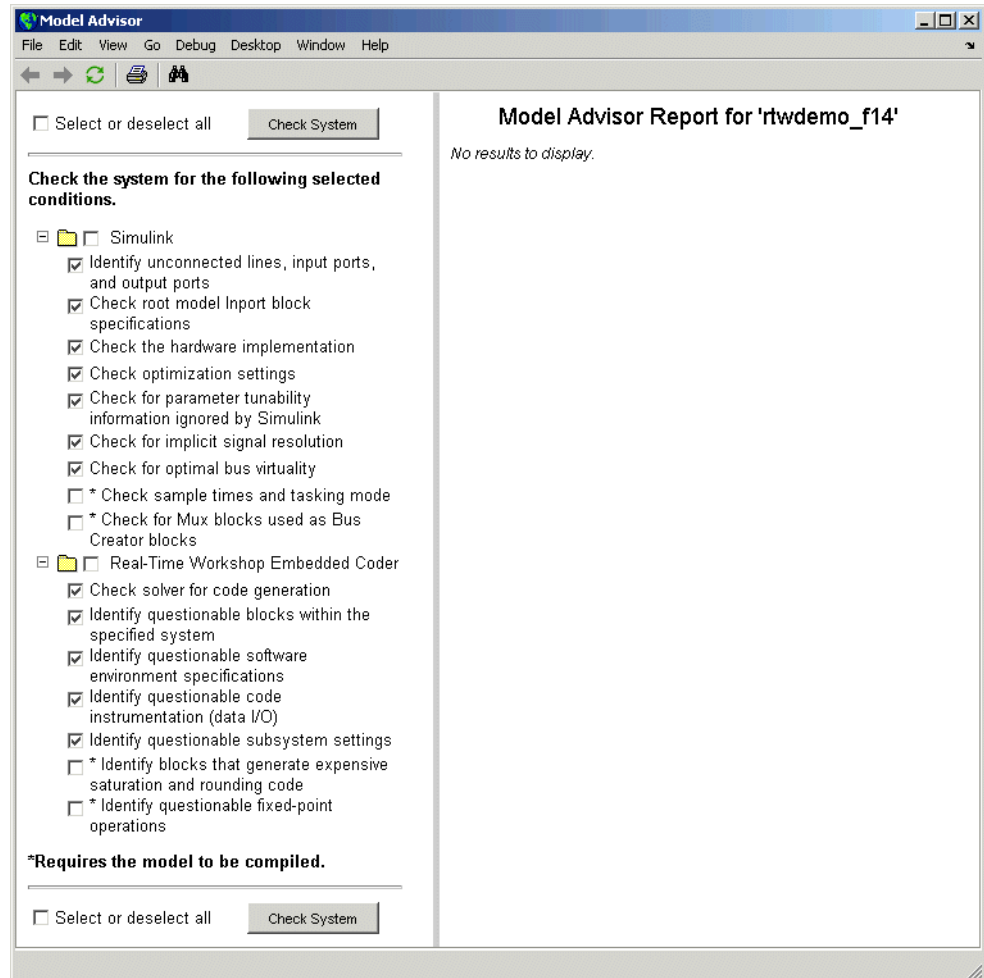 Model Advisor
File Edit View Go Debug Desktop Window Help
Select or deselect all Check System
Check the system for the following selected
conditions.
Simulink
Identify unconnected lines, input ports,
and output ports
Check root model Inport block
specifications
Check the hardware implementation
Check optimization settings
Check for parameter tunability
information ignored by Simulink
Check for implicit signal resolution
Check for optimal bus virtuality
* Check sample times and tasking mode
* Check for Mux blocks used as Bus
Creator blocks
Real-Time Workshop Embedded Coder
Check solver for code generation
Identify questionable blocks within the
specified system
Identify questionable software
environment specifications
Identify questionable code
instrumentation (data I/O)
Identify questionable subsystem settings
* Identify blocks that generate expensive
saturation and rounding code
* Identify questionable fixed-point
operations
*Requires the model to be compiled.
Select or deselect all Check System
Model Advisor Report for 'rtwdemo_f14'
No results to display.